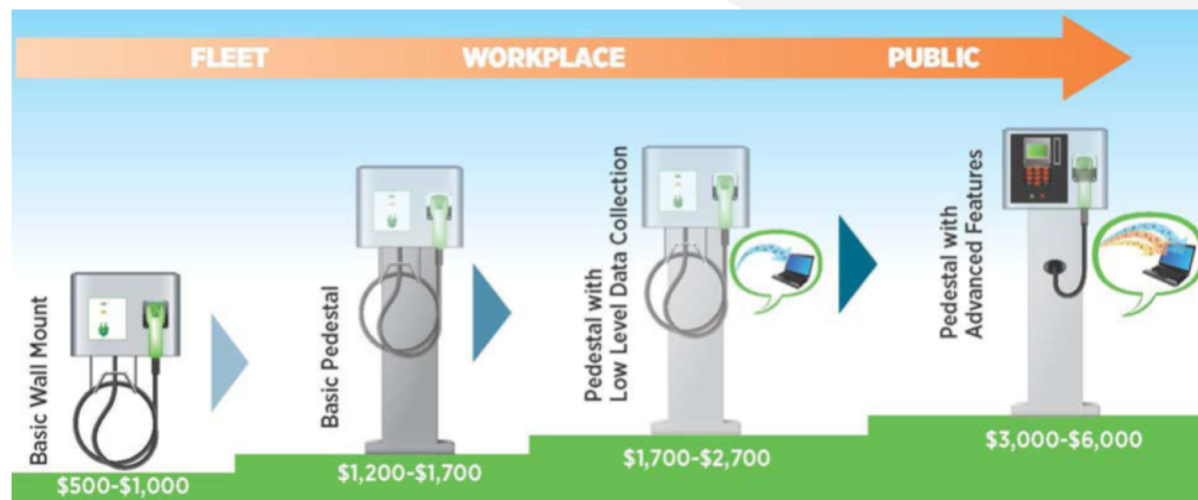 FLEET
WORKPLACE
PUBLIC
Basic Wall Mount
$500-$1,000
Basic Pedestal
$1,200-$1,700
Pedestal with
Low Level Data Collection
$1,700-$2,700
Pedestal with
Advanced Features
$3,000-$6,000